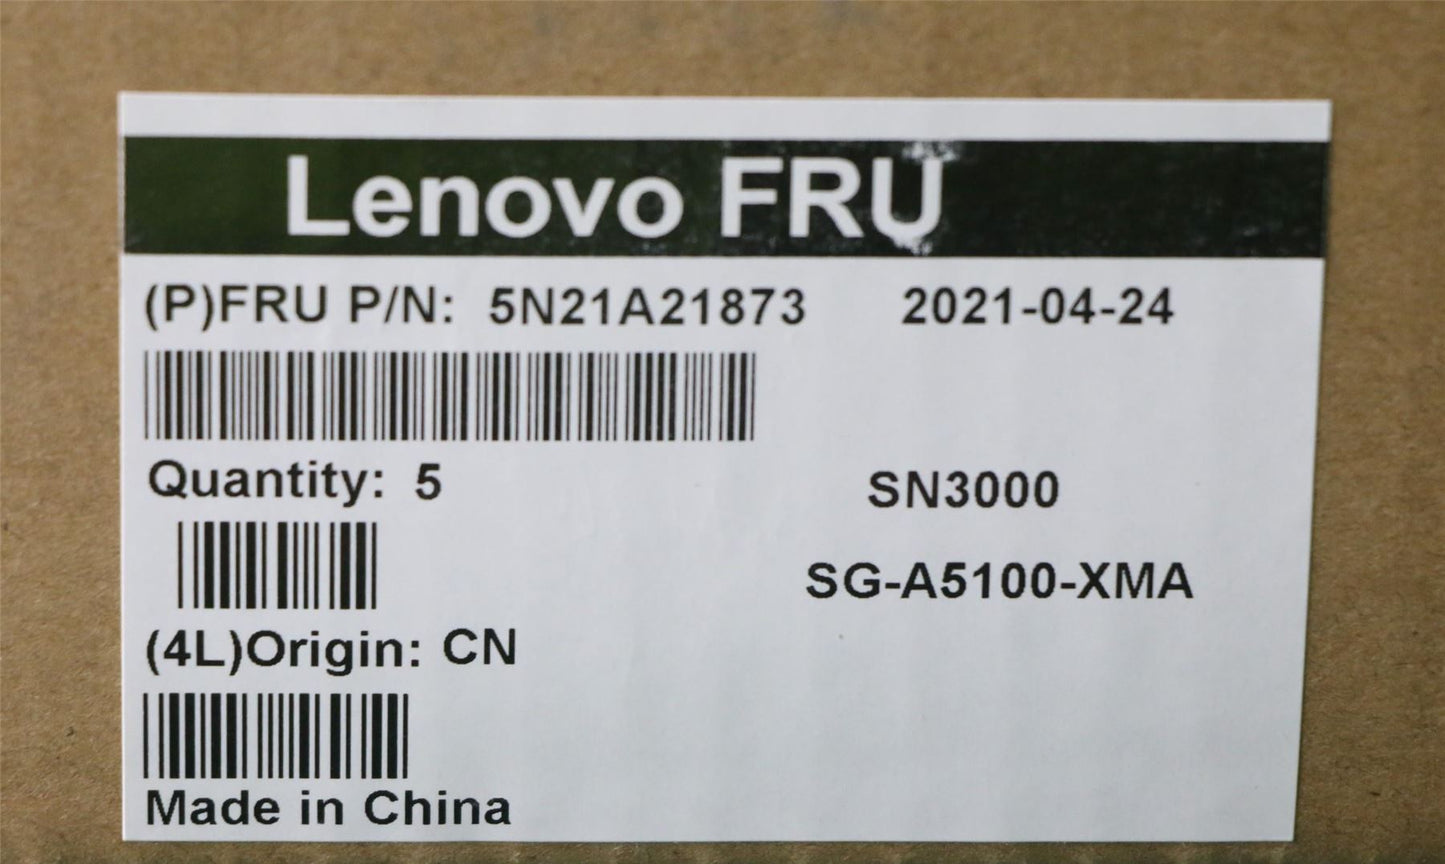 Lenovo FRU
(P)FRU P/N: 5N21A21873 2021-04-24
Quantity: 5 SN3000
SG-A5100-XMA
(4L)Origin: CN
Made in China